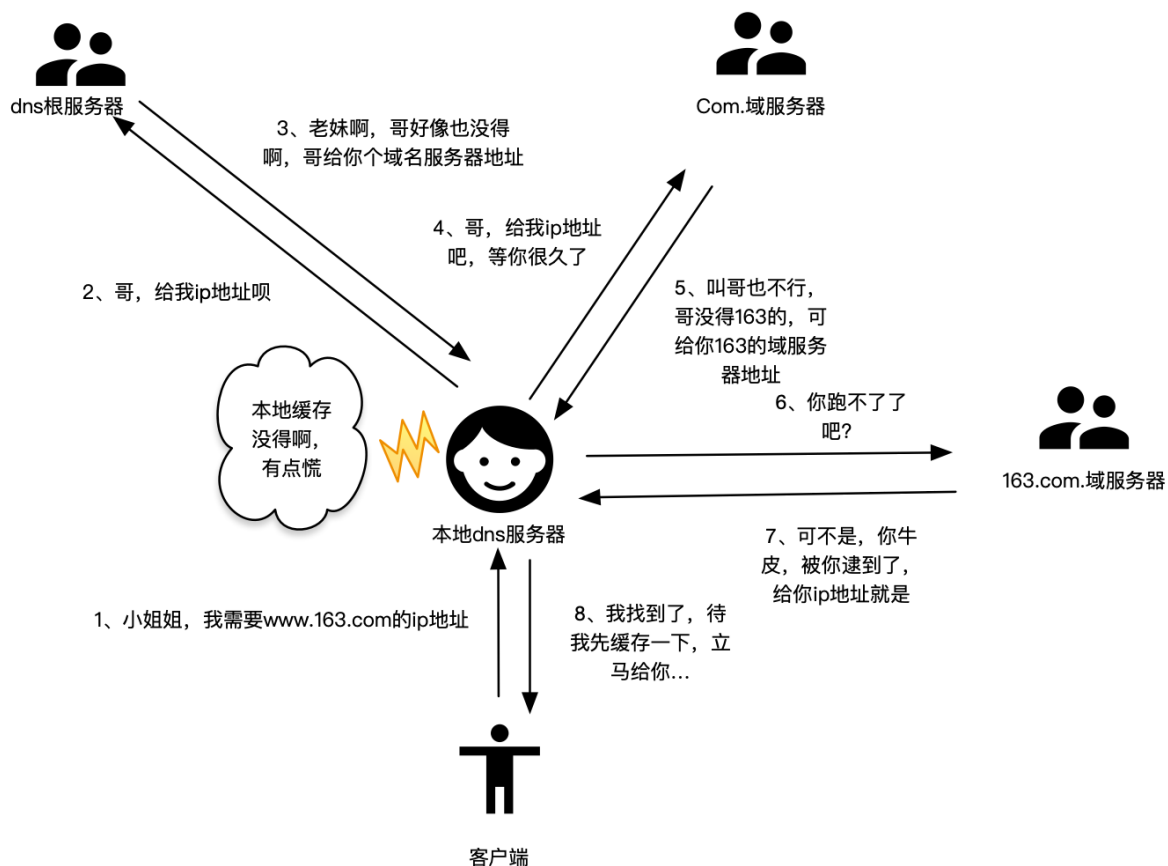 dns根服务器
Com.域服务器
3、老妹啊，哥好像也没得
啊，哥给你个域名服务器地址
4、哥，给我ip地址
吧，等你很久了
2、哥，给我ip地址呗
5、叫哥也不行，
哥没得163的，可
给你163的域服务
器地址
本地缓存
没得啊，
有点慌
6、你跑不了了
吧？
163.com.域服务器
本地dns服务器
7、可不是，你牛
皮，被你逮到了，
给你ip地址就是
1、小姐姐，我需要www.163.com的ip地址
8、我找到了，待
我先缓存一下，立
马给你...
客户端